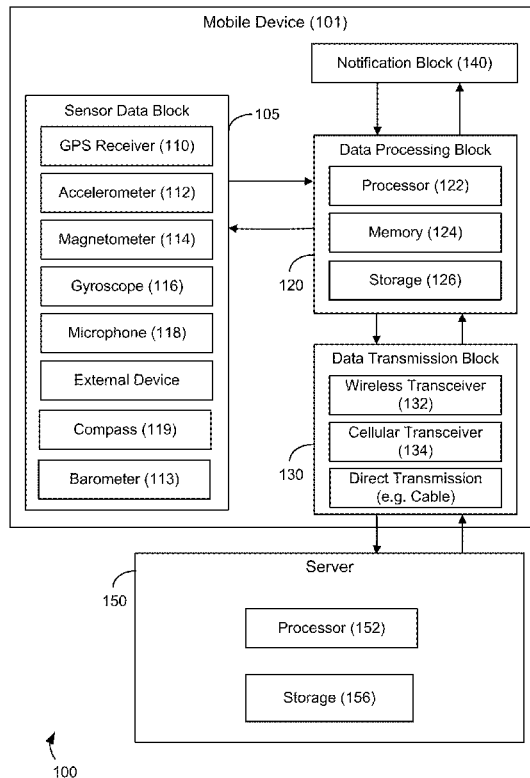 Mobile Device (101)
Notification Block (140)
Sensor Data Block
105
GPS Receiver (110)
Accelerometer (112)
Magnetometer (114)
Gyroscope (116)
Microphone (118)
External Device
Compass (119)
Barometer (113)
Data Processing Block
Processor (122)
Memory (124)
Storage (126)
120
Data Transmission Block
Wireless Transceiver
(132)
Cellular Transceiver
(134)
Direct Transmission
(e.g. Cable)
130
Server
150
Processor (152)
Storage (156)
100